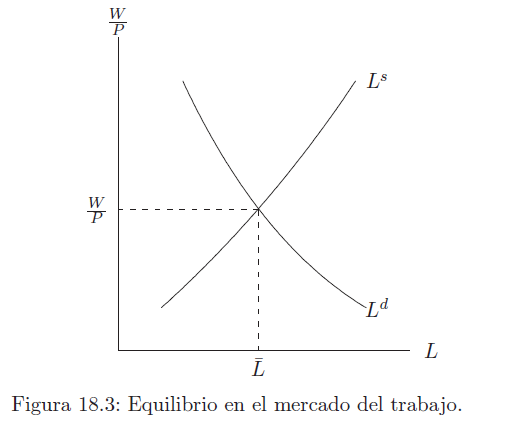 W/P
L^s
W/P
L^d
L
L̄
Figura 18.3: Equilibrio en el mercado del trabajo.